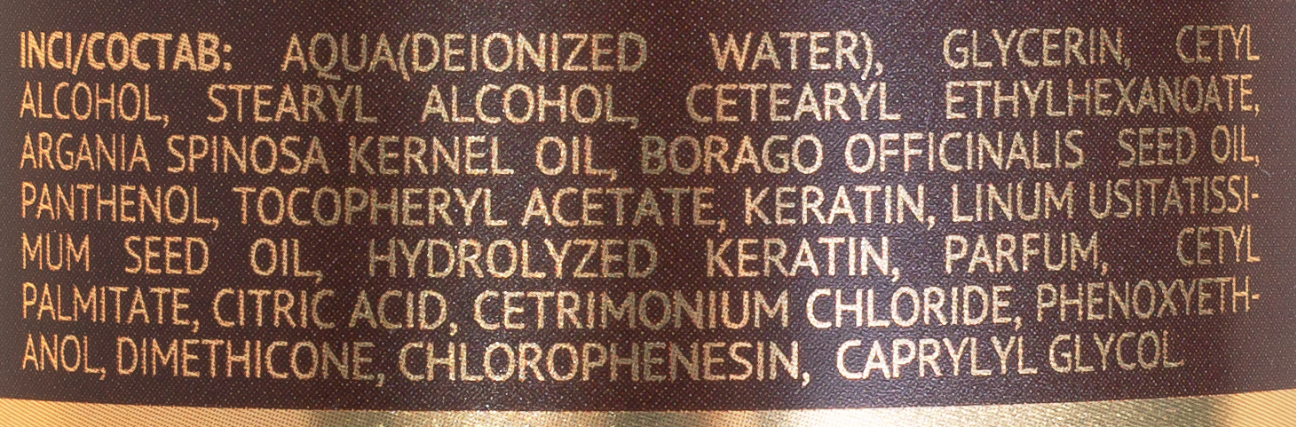 INCI/СОСТАВ: AQUA(DEIONIZED WATER), GLYCERIN, CETYL
ALCOHOL, STEARYL ALCOHOL, CETEARYL ETHYLHEXANOATE,
ARGANIA SPINOSA KERNEL OIL, BORAGO OFFICINALIS SEED OIL,
PANTHENOL, TOCOPHERYL ACETATE, KERATIN, LINUM USITATISSI-
MUM SEED OIL, HYDROLYZED KERATIN, PARFUM, CETYL
PALMITATE, CITRIC ACID, CETRIMONIUM CHLORIDE, PHENOXYETH-
ANOL, DIMETHICONE, CHLOROPHENESIN, CAPRYLYL GLYCOL